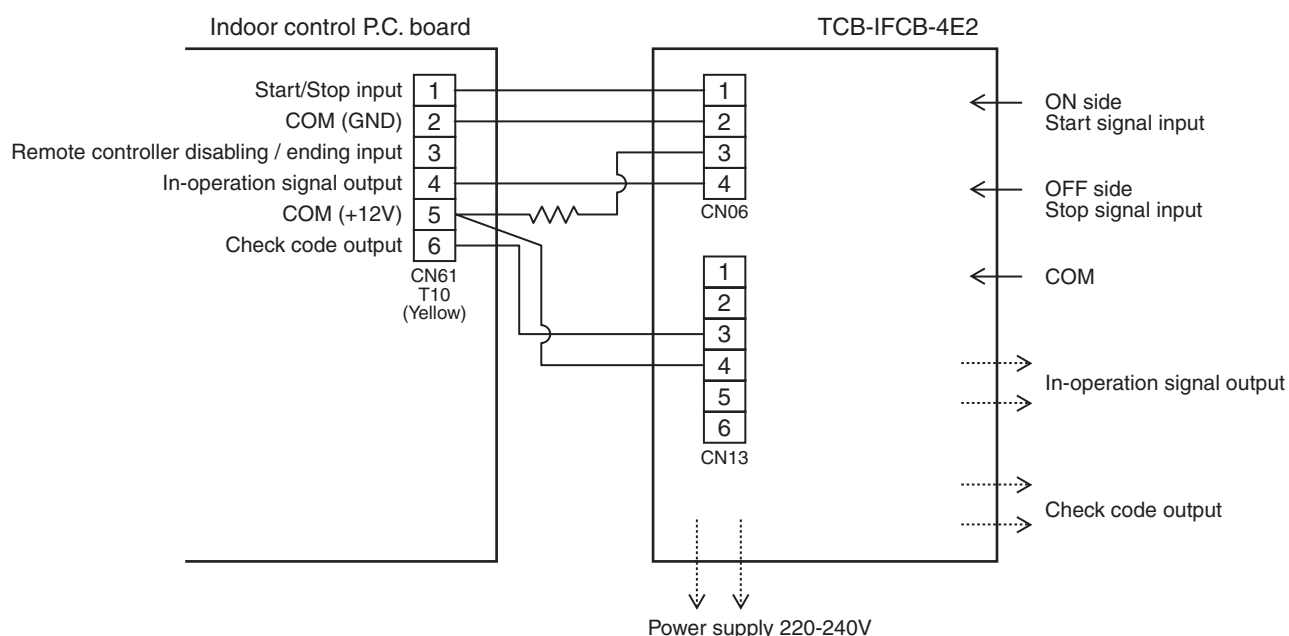 Indoor control P.C. board
TCB-IFCB-4E2
Start/Stop input
COM (GND)
Remote controller disabling / ending input
In-operation signal output
COM (+12V)
Check code output
1
2
3
4
5
6
CN61
T10
(Yellow)
1
2
3
4
CN06
1
2
3
4
5
6
CN13
ON side
Start signal input
OFF side
Stop signal input
COM
In-operation signal output
Check code output
Power supply 220-240V